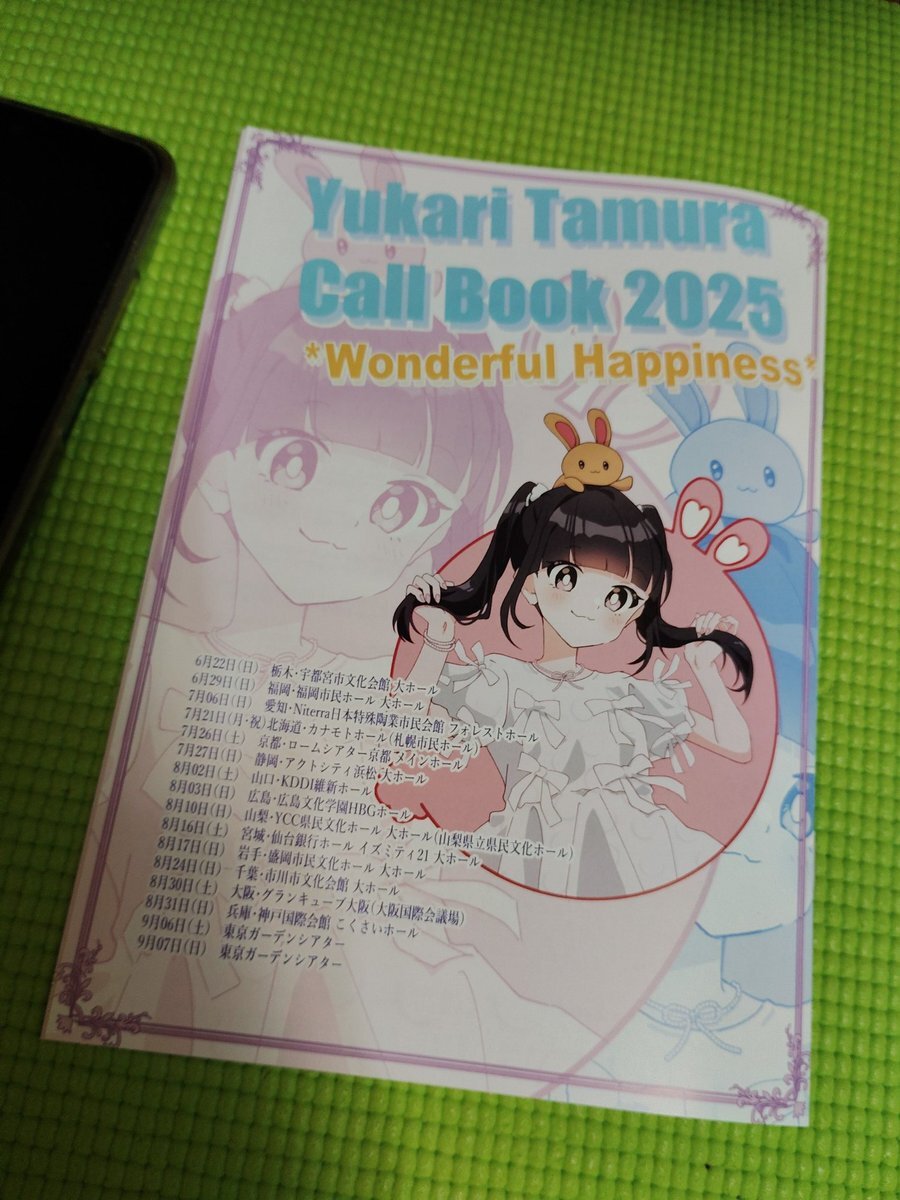 Yukari Tamura
Call Book 2025
*Wonderful Happiness*
6月22日(日) 栃木・宇都宮市文化会館 大ホール
6月29日(日) 福岡・福岡市民ホール 大ホール
7月06日(日) 愛知・Niterra日本特殊陶業市民会館 フォレストホール
7月21日(月・祝)北海道・カナモトホール(札幌市民ホール)
7月26日(土) 京都・ロームシアター京都 メインホール
7月27日(日) 静岡・アクトシティ浜松 大ホール
8月02日(土) 山口・KDDI維新ホール
8月03日(日) 広島・広島文化学園HBGホール
8月10日(日) 山梨・YCC県民文化ホール 大ホール(山梨県立県民文化ホール)
8月16日(土) 宮城・仙台銀行ホール イズミティ21 大ホール
8月17日(日) 岩手・盛岡市民文化ホール 大ホール
8月24日(日) 千葉・市川市文化会館 大ホール
8月30日(土) 大阪・グランキューブ大阪(大阪国際会議場)
8月31日(日) 兵庫・神戸国際会館 こくさいホール
9月06日(土) 東京ガーデンシアター
9月07日(日) 東京ガーデンシアター